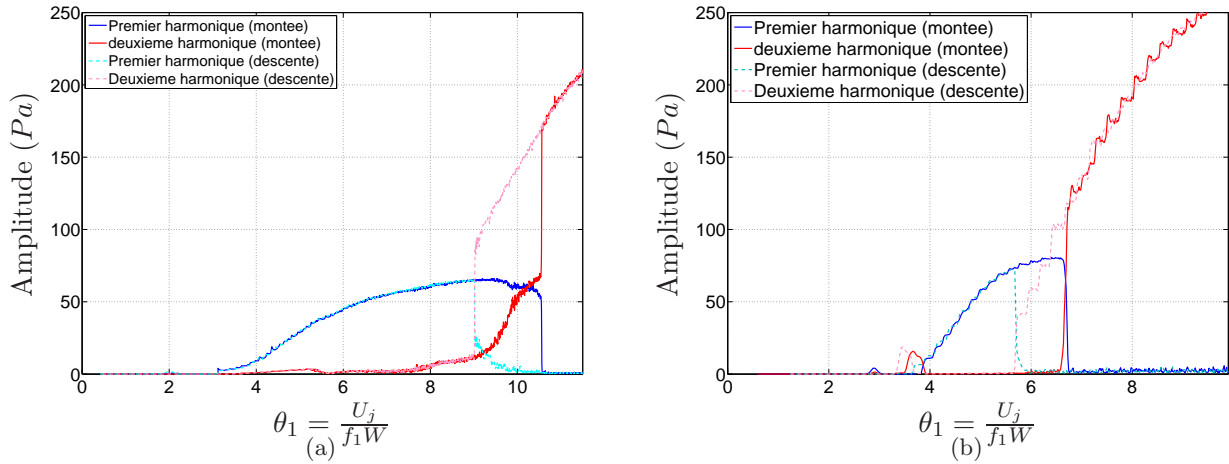 250
200
150
100
50
0
Amplitude (Pa)
Premier harmonique (montee)
deuxieme harmonique (montee)
Premier harmonique (descente)
Deuxieme harmonique (descente)
0 2 4 6 8 10
θ₁ = U_j / f₁W
(a)
250
200
150
100
50
0
Amplitude (Pa)
Premier harmonique (montee)
deuxieme harmonique (montee)
Premier harmonique (descente)
Deuxieme harmonique (descente)
0 2 4 6 8
θ₁ = U_j / f₁W
(b)